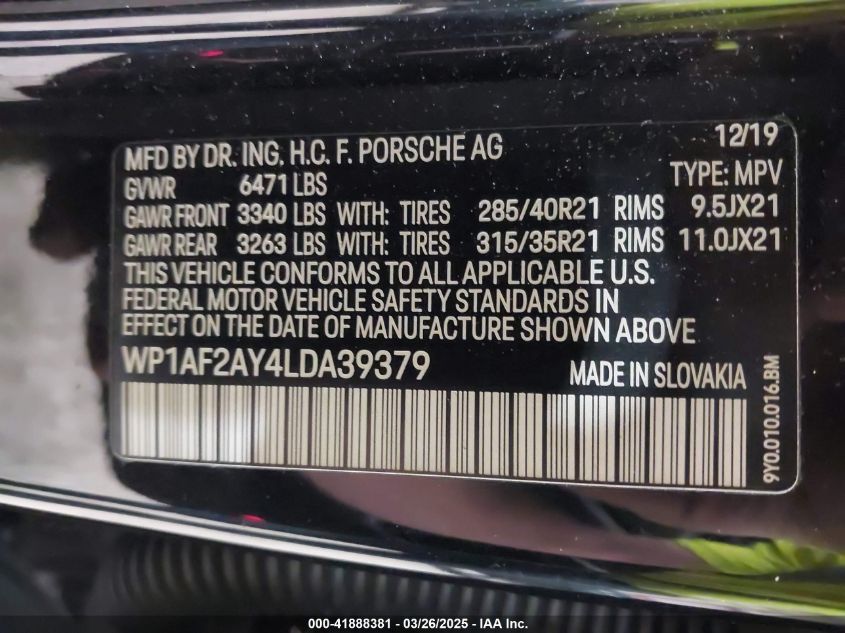 MFD BY DR. ING. H.C. F. PORSCHE AG 12/19
GVWR 6471 LBS TYPE: MPV
GAWR FRONT 3340 LBS WITH: TIRES 285/40R21 RIMS 9.5JX21
GAWR REAR 3263 LBS WITH: TIRES 315/35R21 RIMS 11.0JX21
THIS VEHICLE CONFORMS TO ALL APPLICABLE U.S.
FEDERAL MOTOR VEHICLE SAFETY STANDARDS IN
EFFECT ON THE DATE OF MANUFACTURE SHOWN ABOVE
WP1AF2AY4LDA39379 MADE IN SLOVAKIA
9Y0.010.016.BM
000-41888381 | 03/26/2025 - IAA Inc.